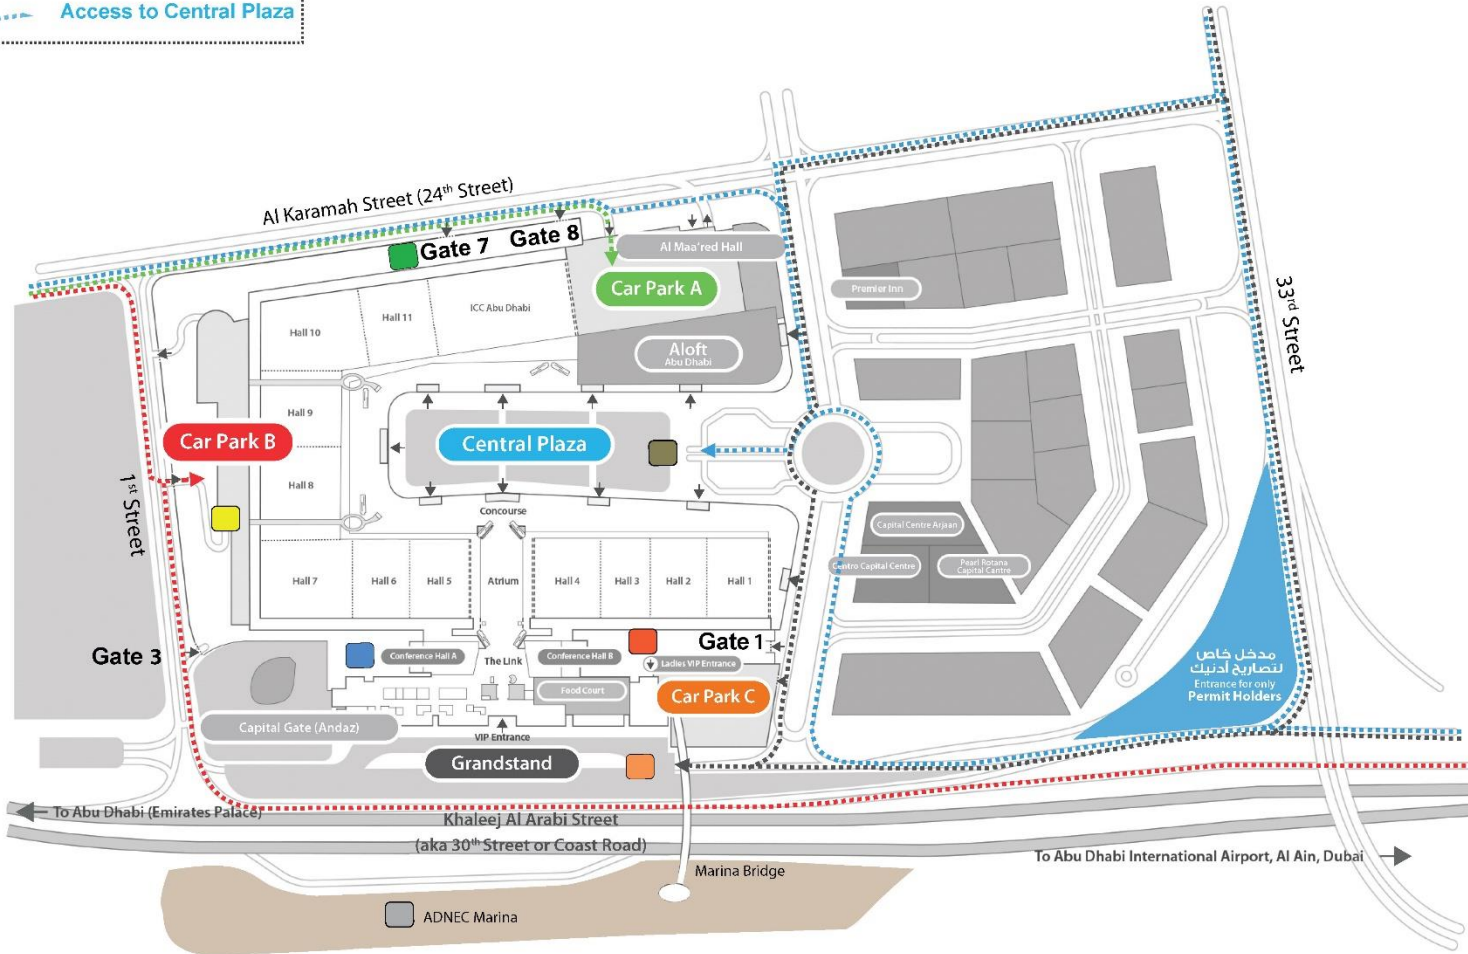 Access to Central Plaza
Al Karamah Street (24th Street)
Gate 7
Gate 8
Al Maa'red Hall
Car Park A
Premier Inn
33rd Street
Hall 10
Hall 11
ICC Abu Dhabi
Aloft
Abu Dhabi
Hall 9
Car Park B
Central Plaza
Hall 8
1st Street
Concourse
Capital Centre Arjaan
Centro Capital Centre
Pearl Rotana
Capital Centre
Hall 7
Hall 6
Hall 5
Atrium
Hall 4
Hall 3
Hall 2
Hall 1
Gate 3
Gate 1
Conference Hall A
The Link
Conference Hall B
Ladies VIP Entrance
Food Court
Car Park C
مدخل خاص
لتصاريح أدنيك
Entrance for only
Permit Holders
Capital Gate (Andaz)
VIP Entrance
Grandstand
To Abu Dhabi (Emirates Palace)
Khaleej Al Arabi Street
(aka 30th Street or Coast Road)
To Abu Dhabi International Airport, Al Ain, Dubai
Marina Bridge
ADNEC Marina